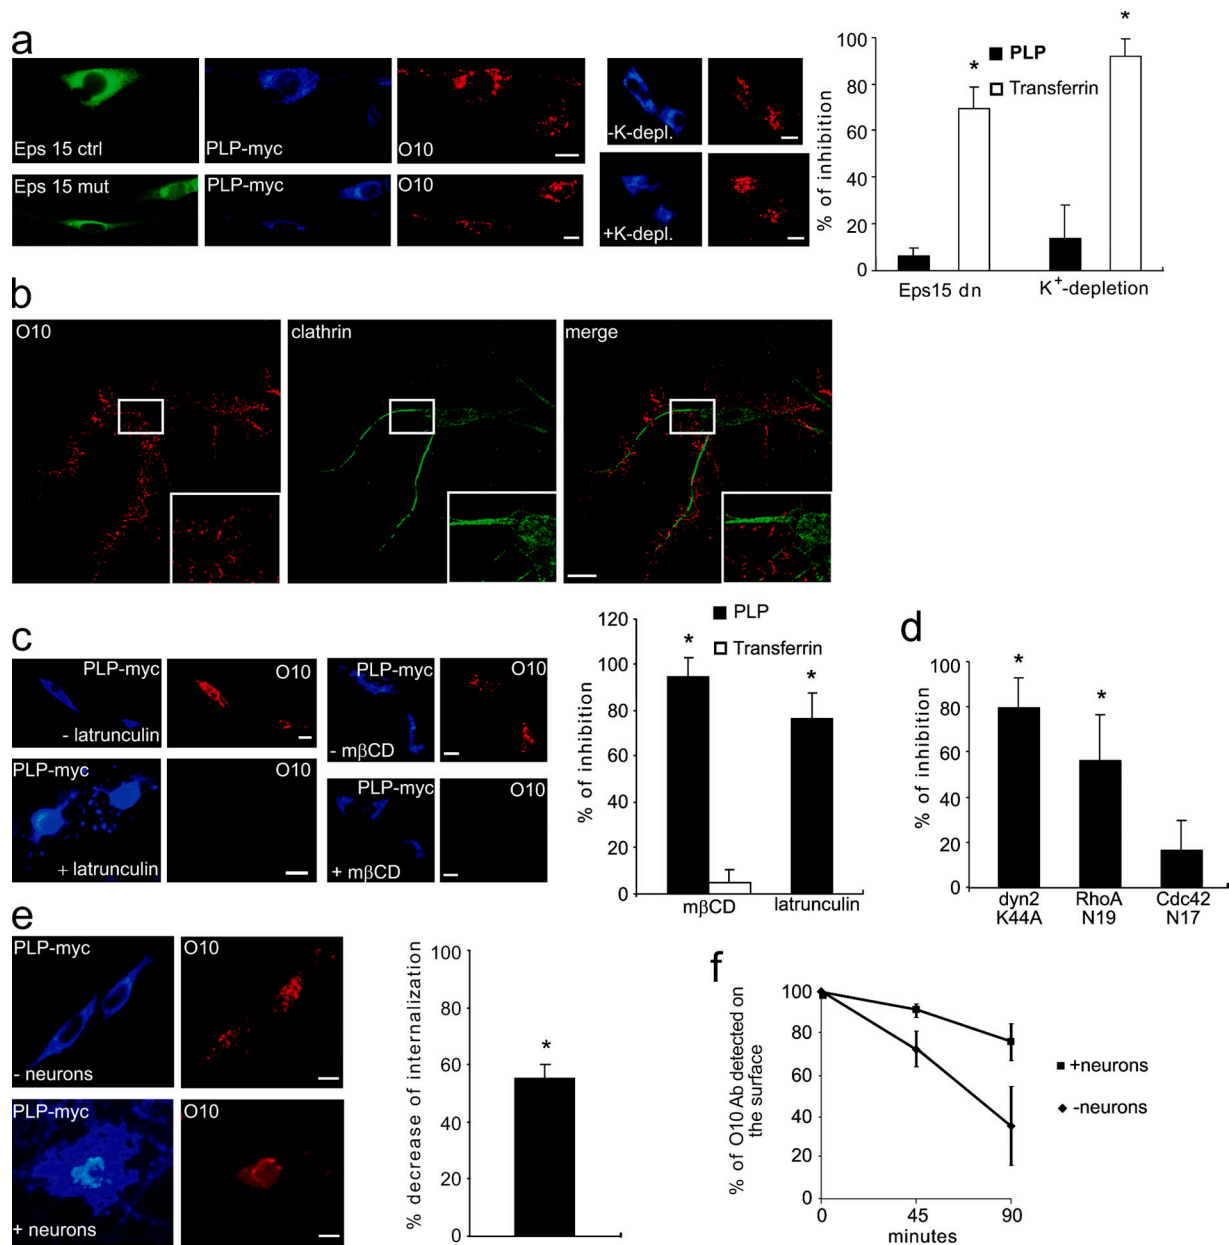 a
Eps 15 ctrl
PLP-myc
O10
Eps 15 mut
PLP-myc
O10
-K-depl.
+K-depl.
% of inhibition
100
80
60
40
20
0
PLP
Transferrin
*
*
Eps15 dn
K+-depletion
b
O10
clathrin
merge
c
PLP-myc
- latrunculin
O10
PLP-myc
- mβCD
O10
PLP-myc
+ latrunculin
O10
PLP-myc
+ mβCD
O10
% of inhibition
120
100
80
60
40
20
0
PLP
Transferrin
*
*
mβCD
latrunculin
d
% of inhibition
100
80
60
40
20
0
*
*
dyn2
K44A
RhoA
N19
Cdc42
N17
e
PLP-myc
- neurons
O10
PLP-myc
+ neurons
O10
% decrease of internalization
100
80
60
40
20
0
*
f
% of O10 Ab detected on
the surface
100
80
60
40
80
100
0
45
90
minutes
+neurons
-neurons